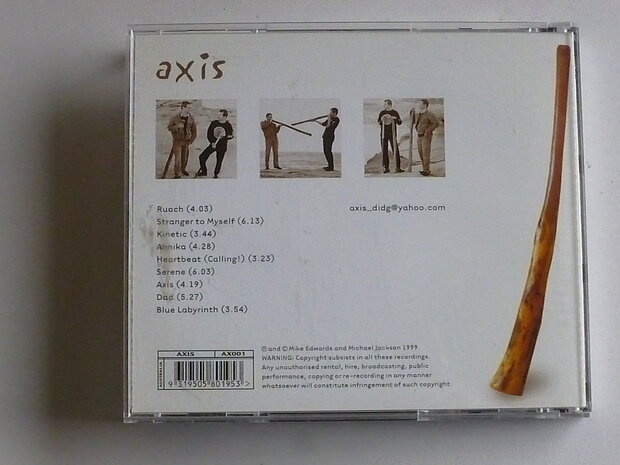 axis
Ruach (4.03)
axis_didg@yahoo.com
Stranger to Myself (6.13)
Kinetic (3.44)
Annika (4.28)
Heartbeat (Calling!) (3.23)
Serene (6.03)
Axis (4.19)
Dad (5.27)
Blue Labyrinth (3.54)
AXIS AX001
9 319505 801953 >
℗ and © Mike Edwards and Michael Jackson 1999.
WARNING: Copyright subsists in all these recordings.
Any unauthorised rental, hire, broadcasting, public
performance, copying or re-recording in any manner
whatsoever will constitute infringement of such copyright.